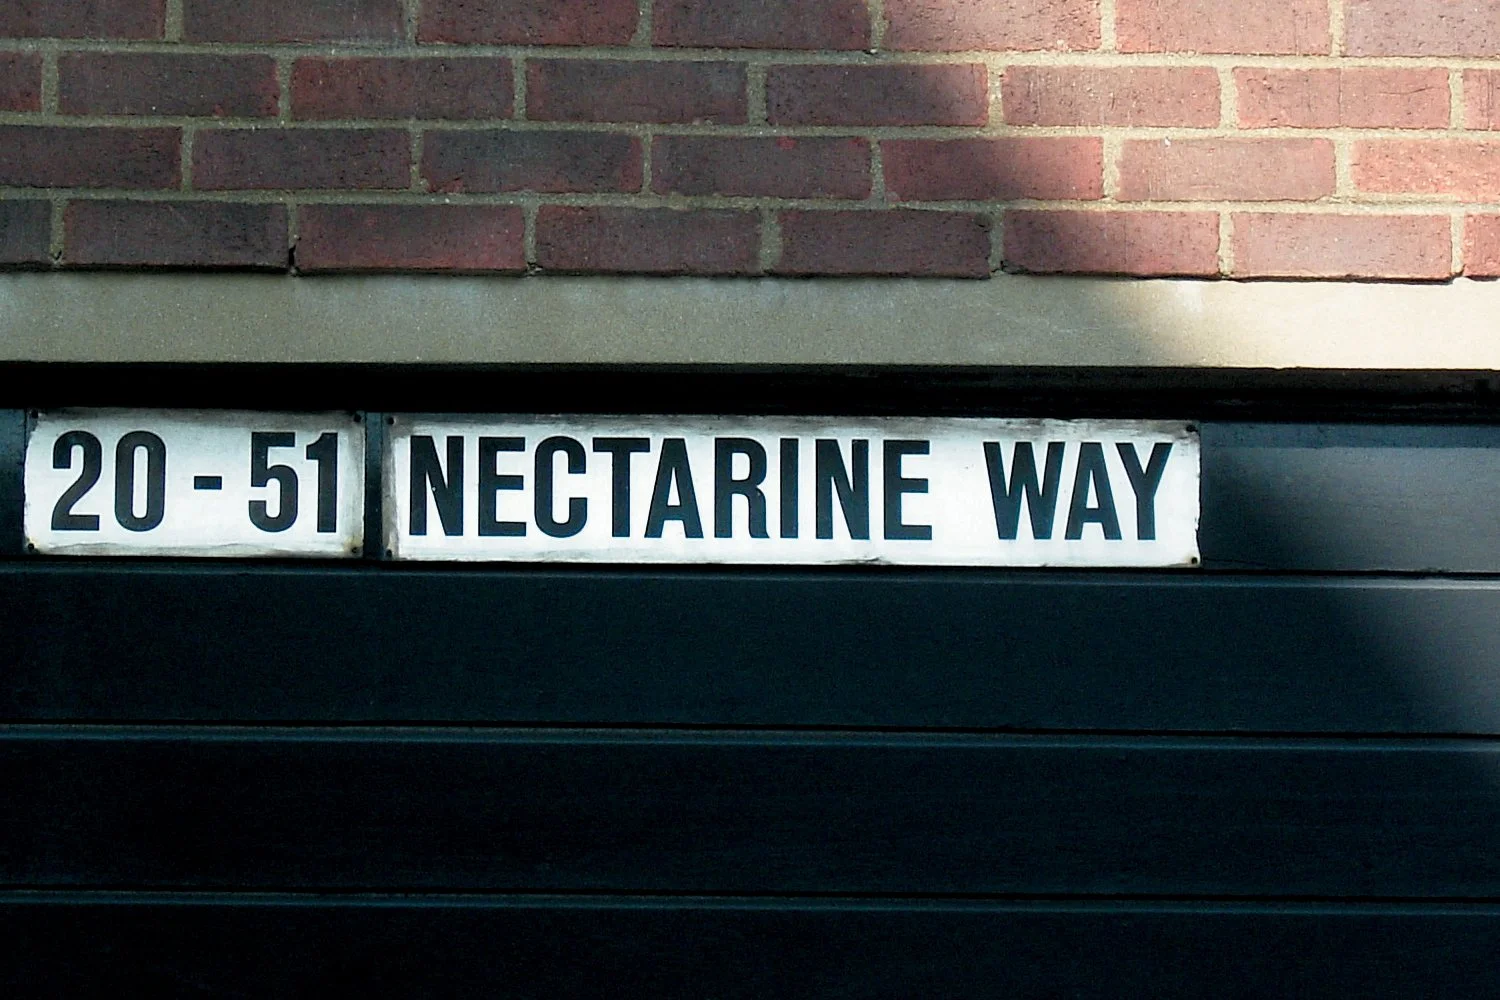 20 - 51 NECTARINE WAY